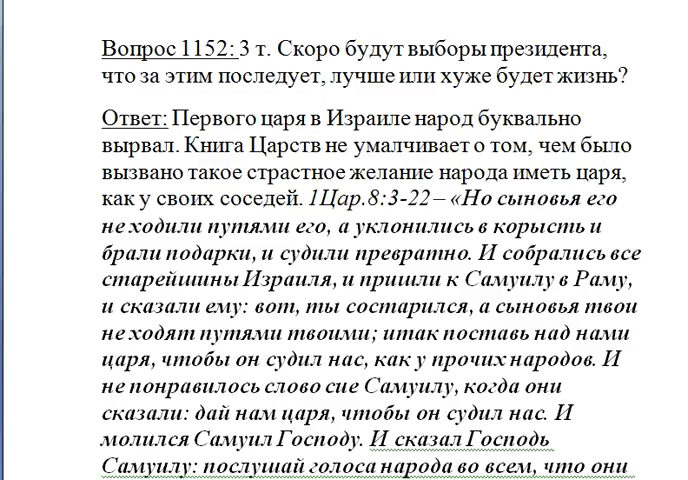 Вопрос 1152: 3 т. Скоро будут выборы президента,
что за этим последует, лучше или хуже будет жизнь?
Ответ: Первого царя в Израиле народ буквально
вырвал. Книга Царств не умалчивает о том, чем было
вызвано такое страстное желание народа иметь царя,
как у своих соседей. 1Цар.8:3-22 – «Но сыновья его
не ходили путями его, а уклонились в корысть и
брали подарки, и судили превратно. И собрались все
старейшины Израиля, и пришли к Самуилу в Раму,
и сказали ему: вот, ты состарился, а сыновья твои
не ходят путями твоими; итак поставь над нами
царя, чтобы он судил нас, как у прочих народов. И
не понравилось слово сие Самуилу, когда они
сказали: дай нам царя, чтобы он судил нас. И
молился Самуил Господу. И сказал Господь
Самуилу: послушай голоса народа во всем, что они